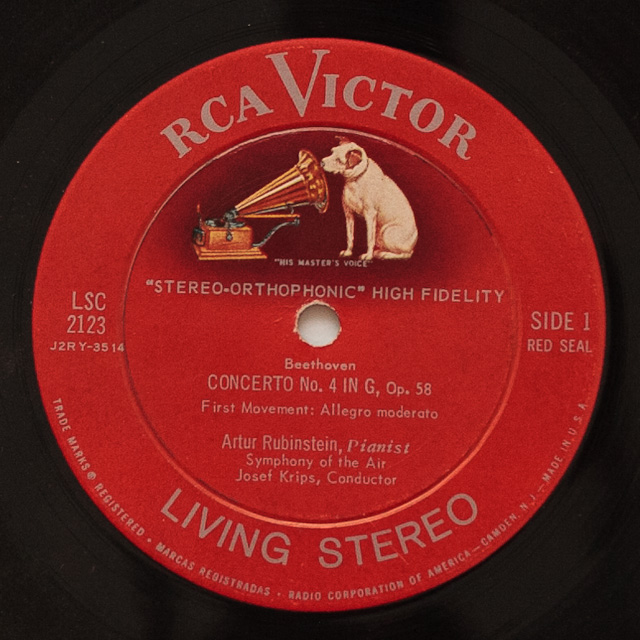 RCA VICTOR
"HIS MASTER'S VOICE"
"STEREO-ORTHOPHONIC" HIGH FIDELITY
LSC
2123
J2RY-3514
SIDE 1
RED SEAL
Beethoven
CONCERTO No. 4 IN G, Op. 58
First Movement: Allegro moderato
Artur Rubinstein, Pianist
Symphony of the Air
Josef Krips, Conductor
LIVING STEREO
TRADE MARKS ® REGISTERED • MARCAS REGISTRADAS • RADIO CORPORATION OF AMERICA—CAMDEN, N.J.—MADE IN U.S.A.